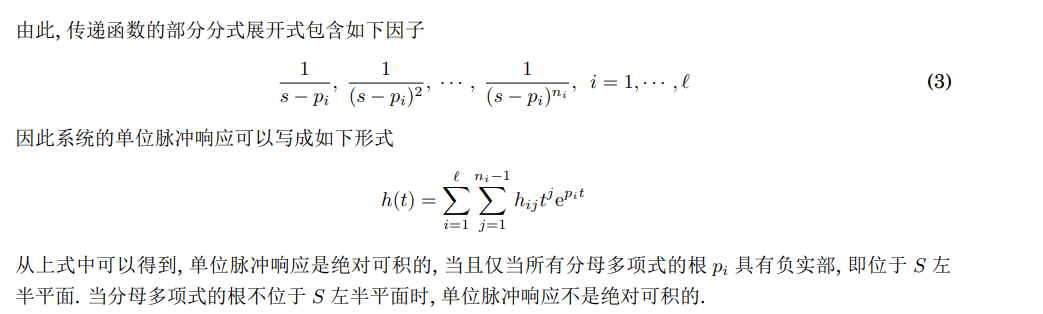 由此, 传递函数的部分分式展开式包含如下因子
$\frac{1}{s-p_i}, \frac{1}{(s-p_i)^2}, \cdots, \frac{1}{(s-p_i)^{n_i}}, \ i=1,\cdots,\ell$ (3)
因此系统的单位脉冲响应可以写成如下形式
$h(t)=\sum_{i=1}^{\ell}\sum_{j=1}^{n_i-1}h_{ij}t^j\mathrm{e}^{p_it}$
从上式中可以得到, 单位脉冲响应是绝对可积的, 当且仅当所有分母多项式的根 $p_i$ 具有负实部, 即位于 $S$ 左
半平面. 当分母多项式的根不位于 $S$ 左半平面时, 单位脉冲响应不是绝对可积的.